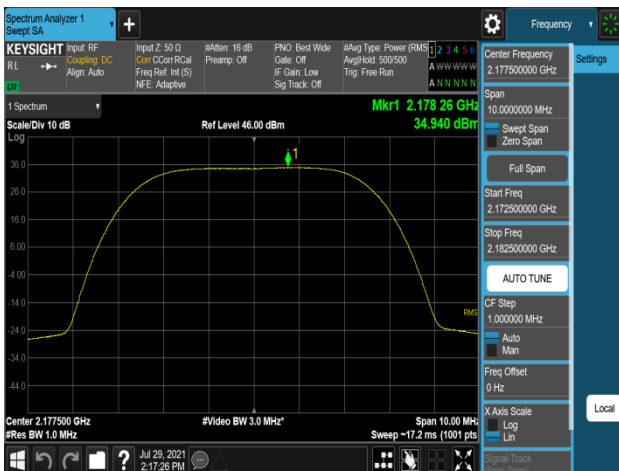 Spectrum Analyzer 1
Swept SA
+
Frequency
KEYSIGHT
RL
LXI
Input: RF
Coupling: DC
Align: Auto
Input Z: 50 Ω
Corr CCorr RCal
Freq Ref: Int (S)
NFE: Adaptive
#Atten: 16 dB
Preamp: Off
PNO: Best Wide
Gate: Off
IF Gain: Low
Sig Track: Off
#Avg Type: Power (RMS
Avg|Hold: 500/500
Trig: Free Run
1 2 3 4 5 6
A W W W W W
A N N N N N
1 Spectrum
Scale/Div 10 dB
Log
Ref Level 46.00 dBm
Mkr1 2.178 26 GHz
34.940 dBm
36.0
26.0
16.0
6.00
-4.00
-14.0
-24.0
-34.0
-44.0
1
RMS
Center 2.177500 GHz
#Res BW 1.0 MHz
#Video BW 3.0 MHz*
Span 10.00 MHz
Sweep ~17.2 ms (1001 pts
Jul 29, 2021
2:17:26 PM
?
Center Frequency
2.177500000 GHz
Span
10.0000000 MHz
Swept Span
Zero Span
Full Span
Start Freq
2.172500000 GHz
Stop Freq
2.182500000 GHz
AUTO TUNE
CF Step
1.000000 MHz
Auto
Man
Freq Offset
0 Hz
X Axis Scale
Log
Lin
Signal Track
Settings
Local